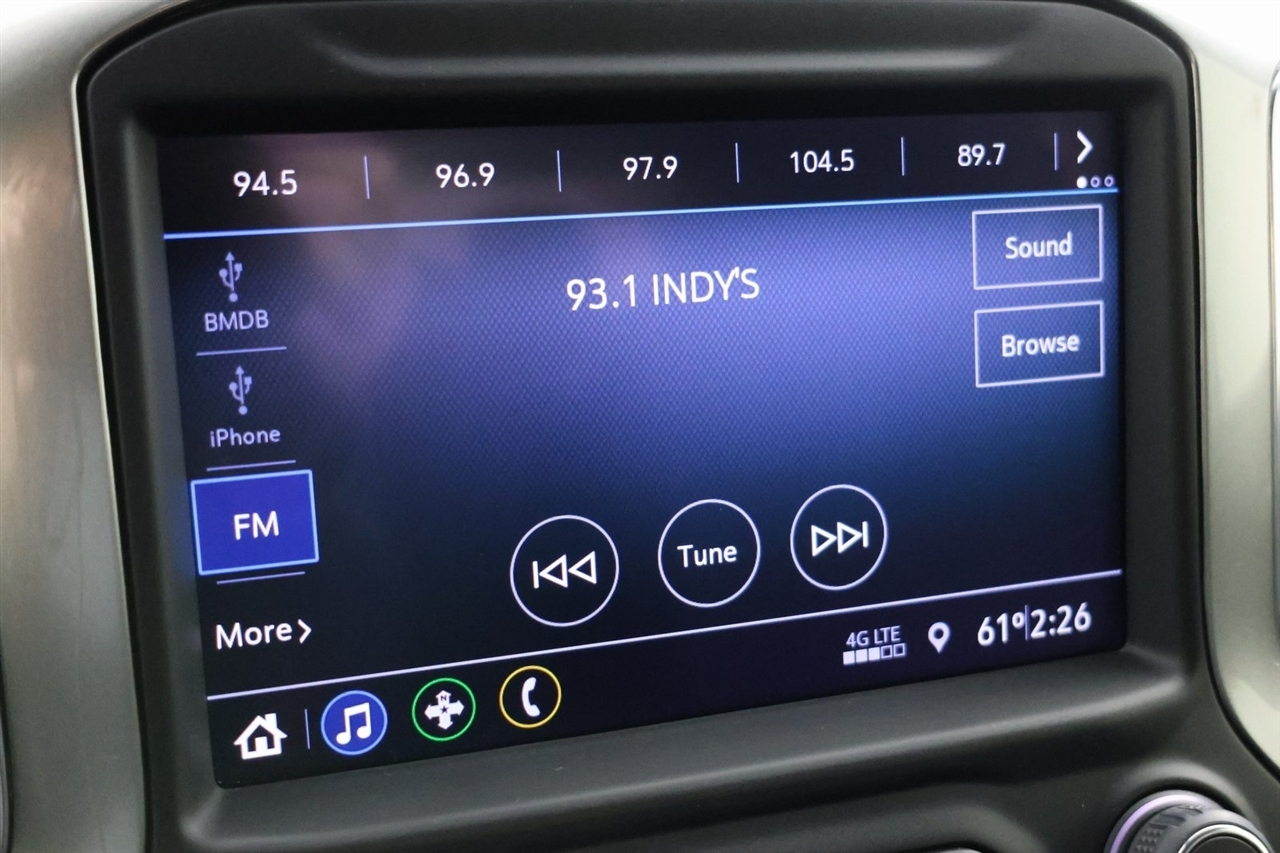 94.5 96.9 97.9 104.5 89.7
Sound
93.1 INDY'S
BMDB
Browse
iPhone
FM
Tune
More
4G LTE 61° 2:26
N